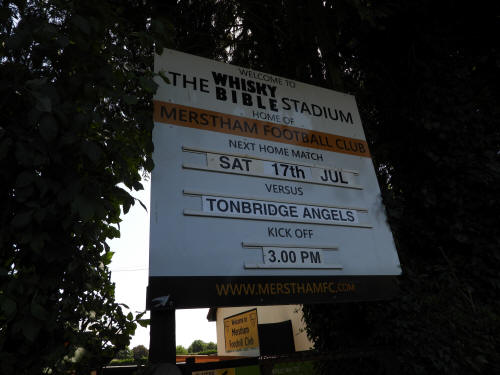 WELCOME TO
THE WHISKY BIBLE STADIUM
HOME OF
MERSTHAM FOOTBALL CLUB
NEXT HOME MATCH
SAT 17th JUL
VERSUS
TONBRIDGE ANGELS
KICK OFF
3.00 PM
WWW.MERSTHAMFC.COM
Welcome to
Merstham
Football Club